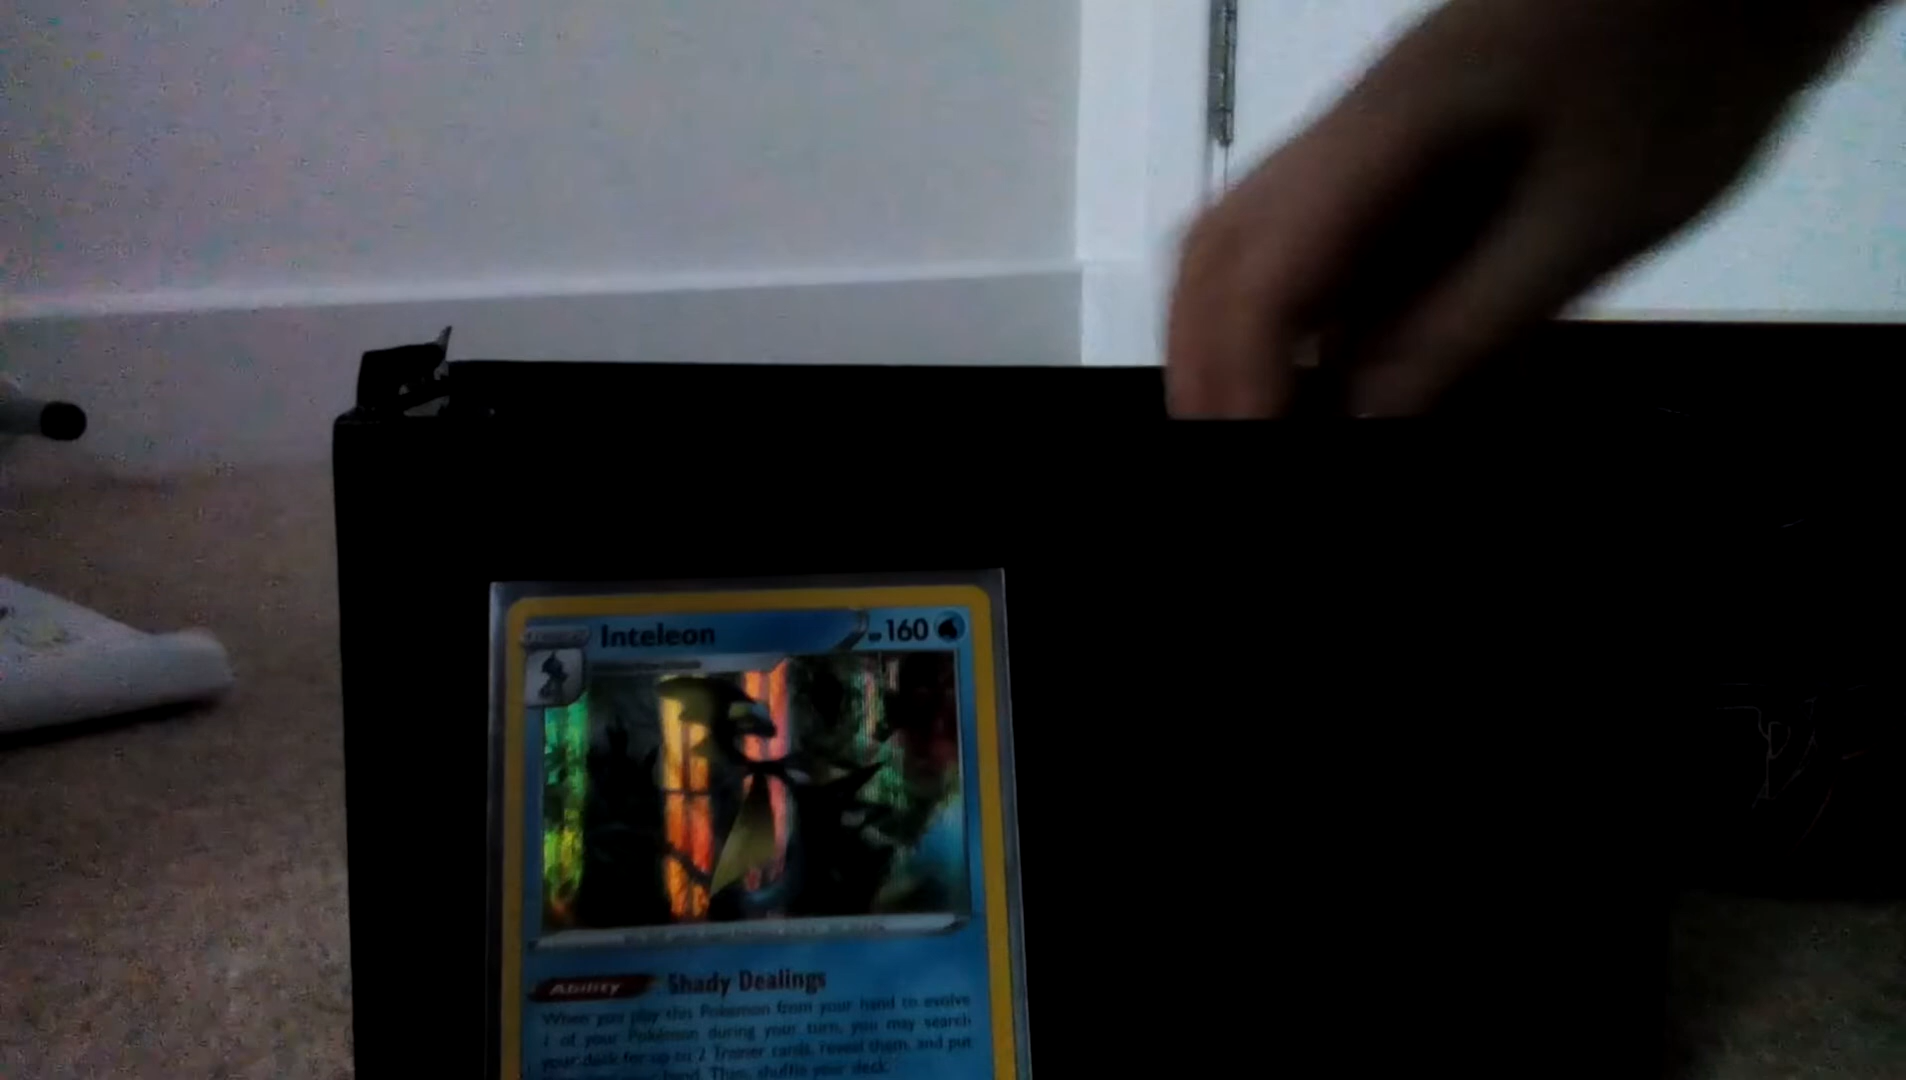 Inteleon
160
Ability Shady Dealings
When you play this Pokémon from your hand to evolve
1 of your Pokémon during your turn, you may search
your deck for up to 2 Trainer cards, reveal them, and put
hand. Then, shuffle your deck.